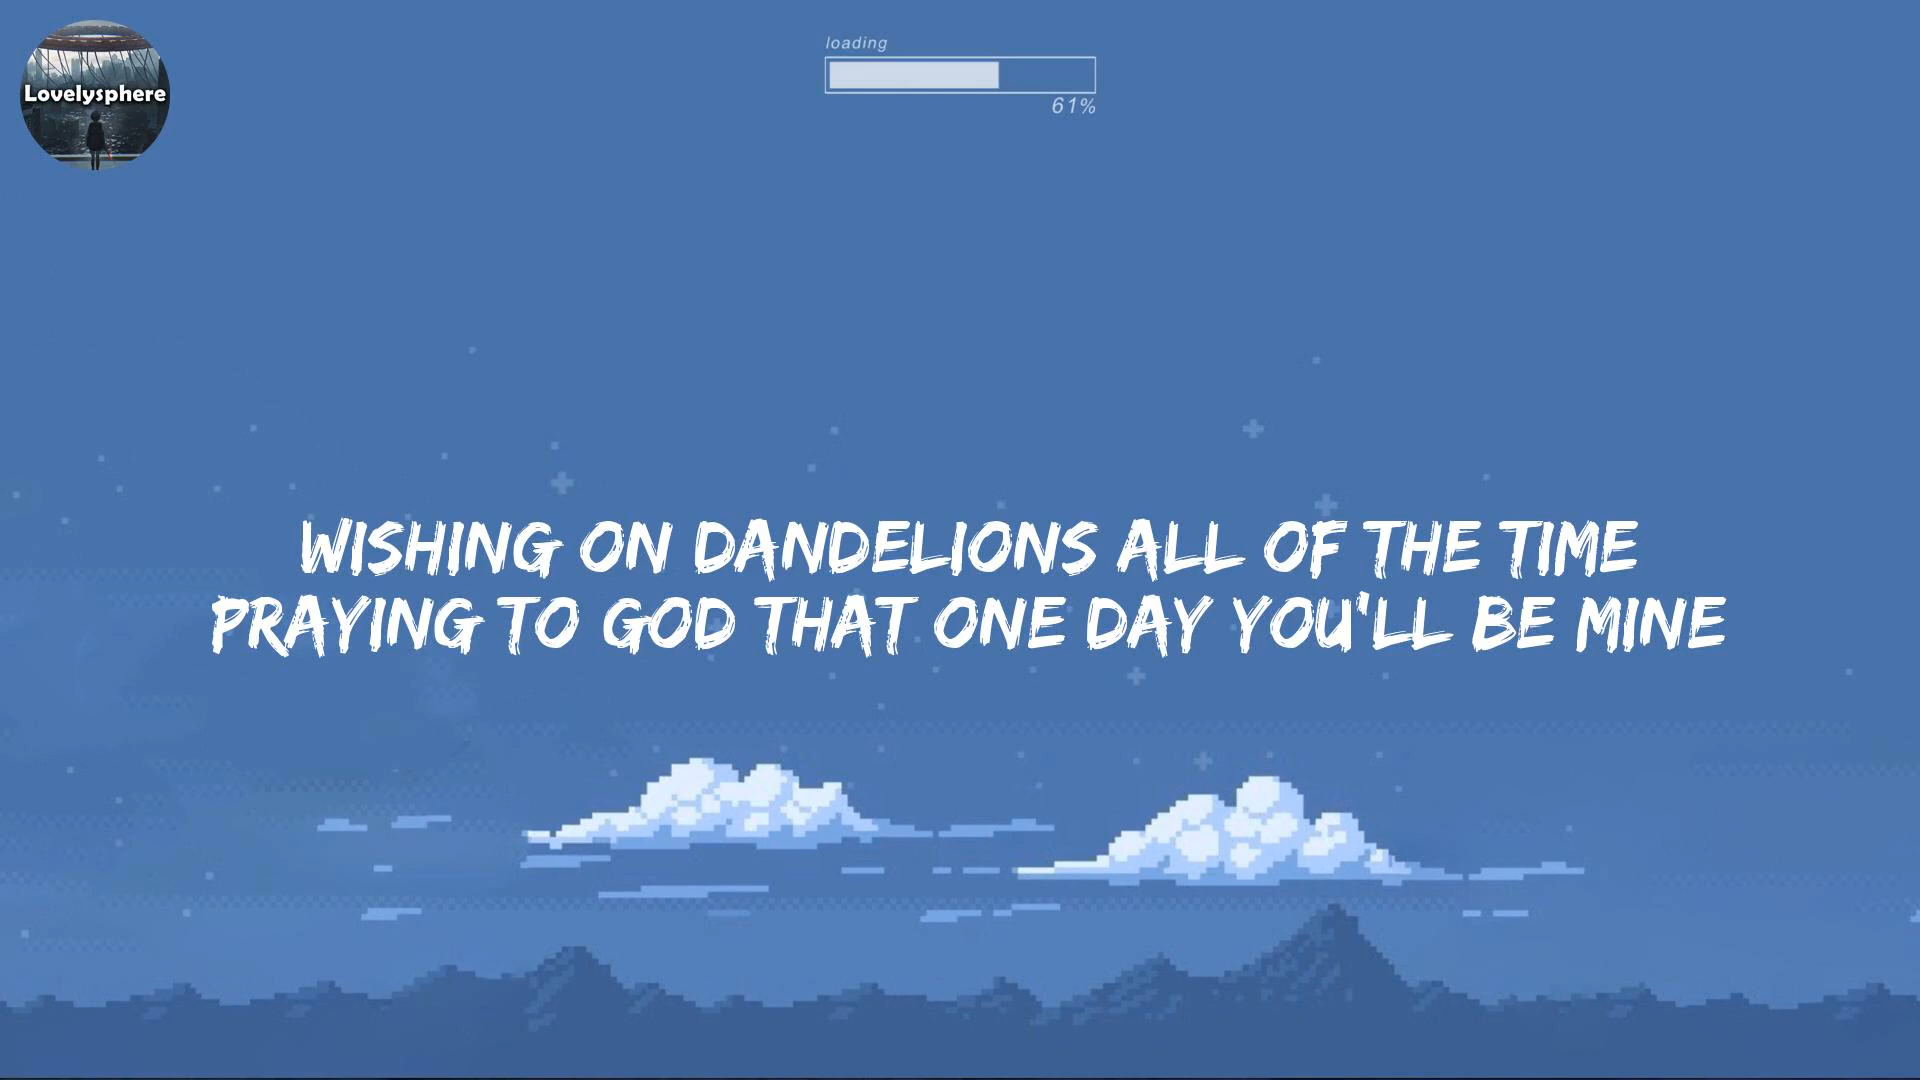 Lovelysphere
loading
61%
WISHING ON DANDELIONS ALL OF THE TIME
PRAYING TO GOD THAT ONE DAY YOU'LL BE MINE